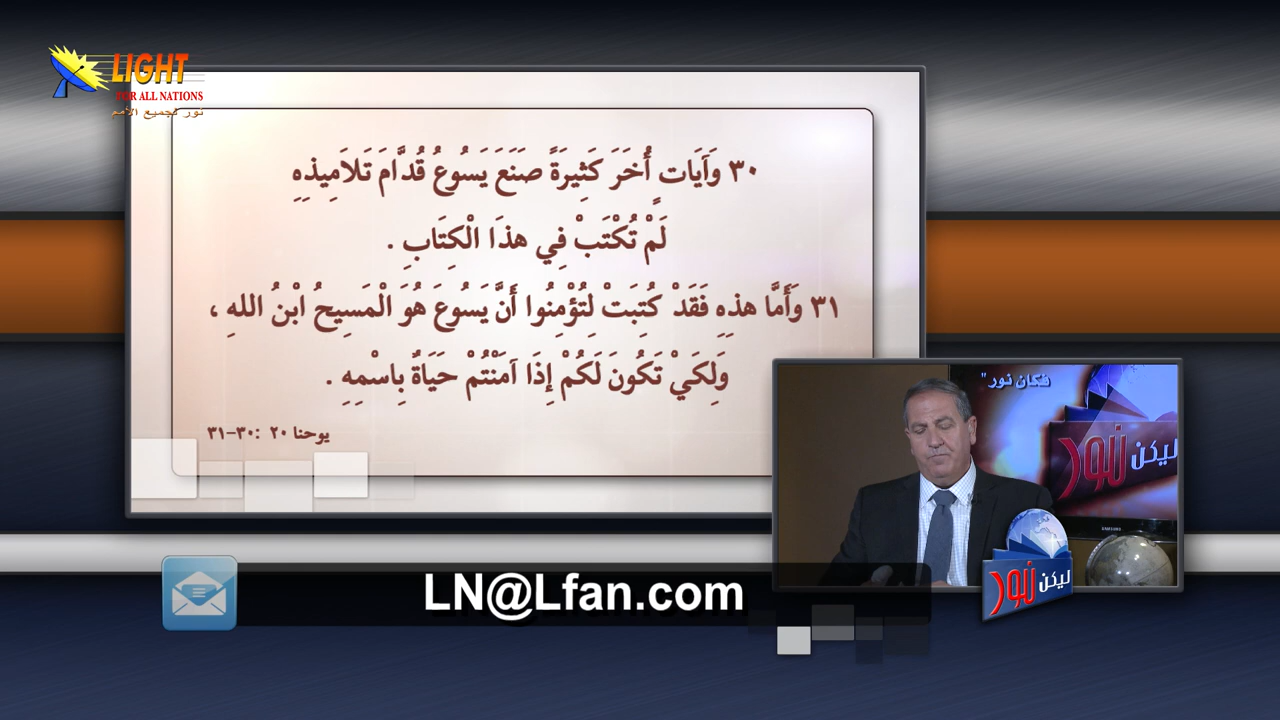 LIGHT
FOR ALL NATIONS
نور لجميع الأمم
٣٠ وَآيَاتٍ أُخَرَ كَثِيرَةً صَنَعَ يَسُوعُ قُدَّامَ تَلاَمِيذِهِ
لَمْ تُكْتَبْ فِي هذَا الْكِتَابِ .
٣١ وَأَمَّا هذِهِ فَقَدْ كُتِبَتْ لِتُؤْمِنُوا أَنَّ يَسُوعَ هُوَ الْمَسِيحُ ابْنُ اللهِ ،
وَلِكَيْ تَكُونَ لَكُمْ إِذَا آمَنْتُمْ حَيَاةٌ بِاسْمِهِ .
يوحنا ٢٠ :٣٠-٣١
فكان نور"
ليكن نور
SAMSUNG
ليكن نور
LN@Lfan.com